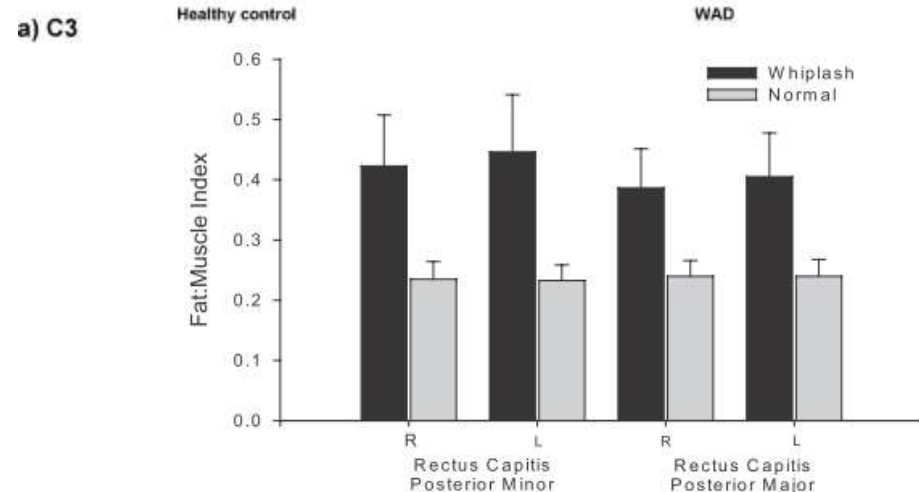 Healthy control WAD
a) C3
Whiplash
Normal
Fat:Muscle Index
0.6
0.5
0.4
0.3
0.2
0.1
0.0
R L R L
Rectus Capitis Rectus Capitis
Posterior Minor Posterior Major